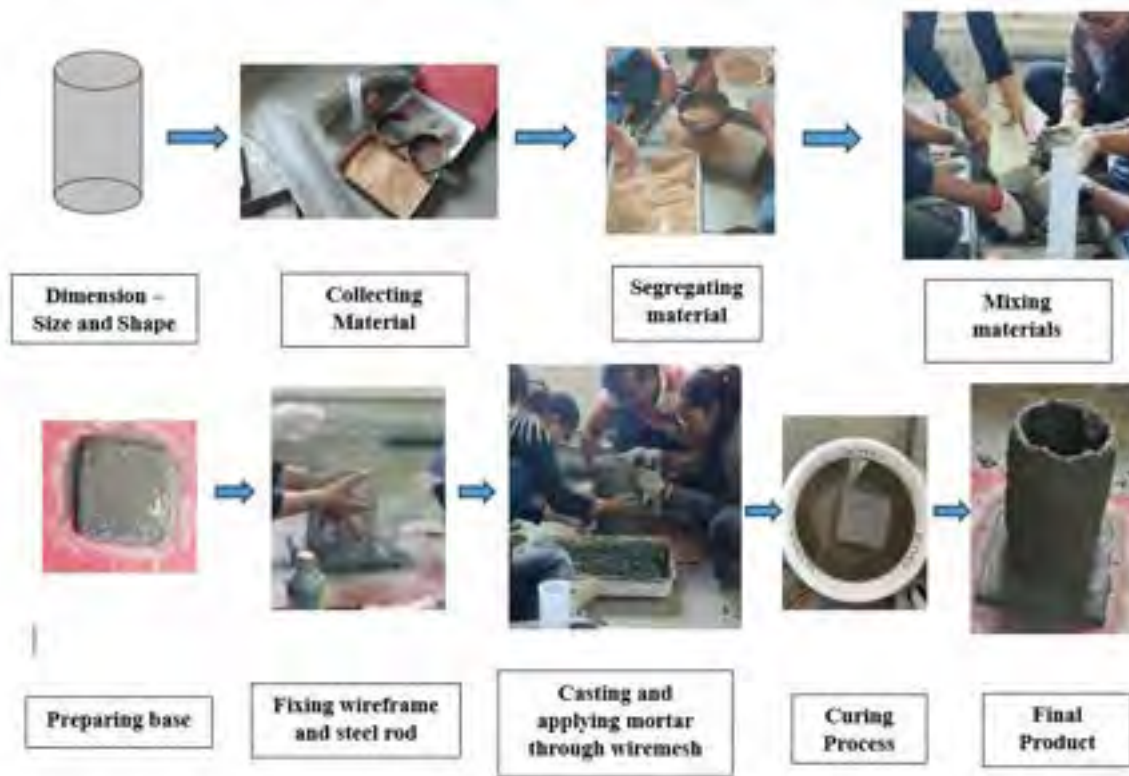 Dimension –
Size and Shape
Collecting
Material
Segregating
material
Mixing
materials
Preparing base
Fixing wireframe
and steel rod
Casting and
applying mortar
through wiremesh
Curing
Process
Final
Product